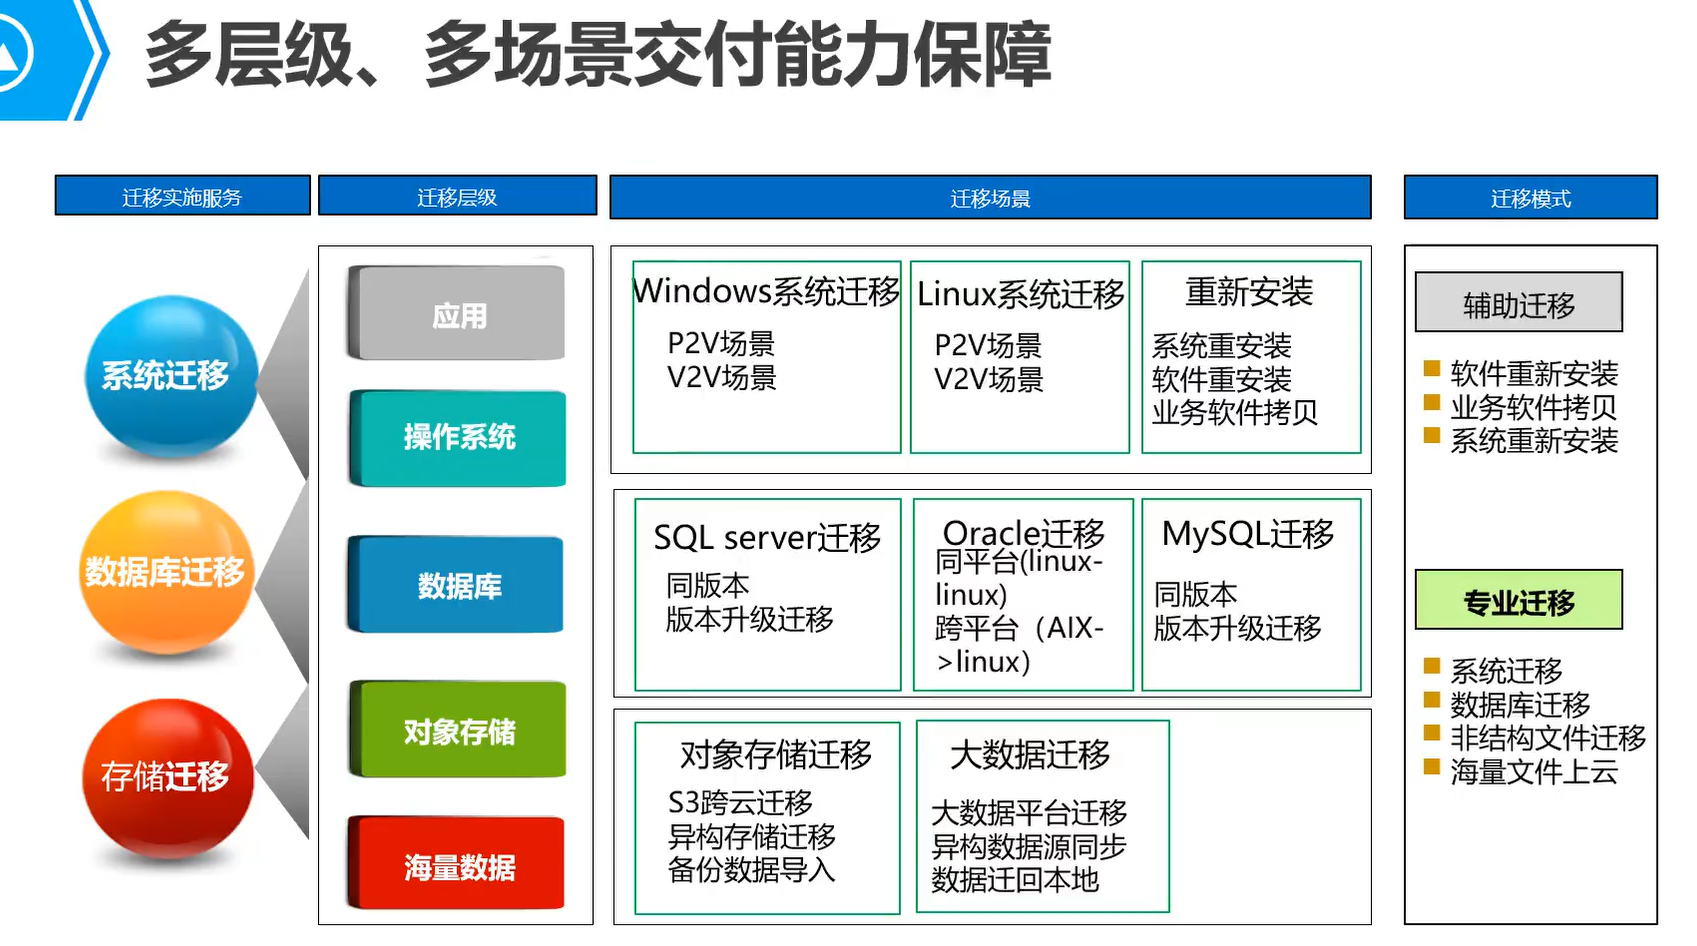 多层级、多场景交付能力保障
迁移实施服务
迁移层级
迁移场景
迁移模式
系统迁移
数据库迁移
存储迁移
应用
操作系统
数据库
对象存储
海量数据
Windows系统迁移
P2V场景
V2V场景
Linux系统迁移
P2V场景
V2V场景
重新安装
系统重安装
软件重安装
业务软件拷贝
SQL server迁移
同版本
版本升级迁移
Oracle迁移
同平台(linux-
linux)
跨平台（AIX-
>linux）
MySQL迁移
同版本
版本升级迁移
对象存储迁移
S3跨云迁移
异构存储迁移
备份数据导入
大数据迁移
大数据平台迁移
异构数据源同步
数据迁回本地
辅助迁移
软件重新安装
业务软件拷贝
系统重新安装
专业迁移
系统迁移
数据库迁移
非结构文件迁移
海量文件上云